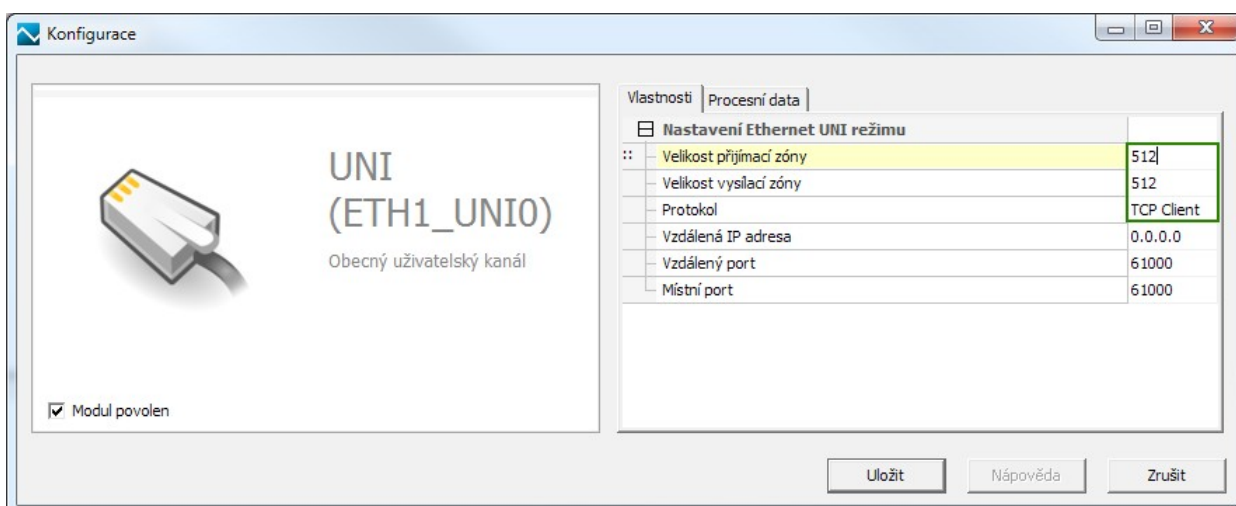 Konfigurace
UNI
(ETH1_UNI0)
Obecný uživatelský kanál
Modul povolen
Vlastnosti Procesní data
Nastavení Ethernet UNI režimu
Velikost přijímací zóny 512
Velikost vysílací zóny 512
Protokol TCP Client
Vzdálená IP adresa 0.0.0.0
Vzdálený port 61000
Místní port 61000
Uložit Nápověda Zrušit